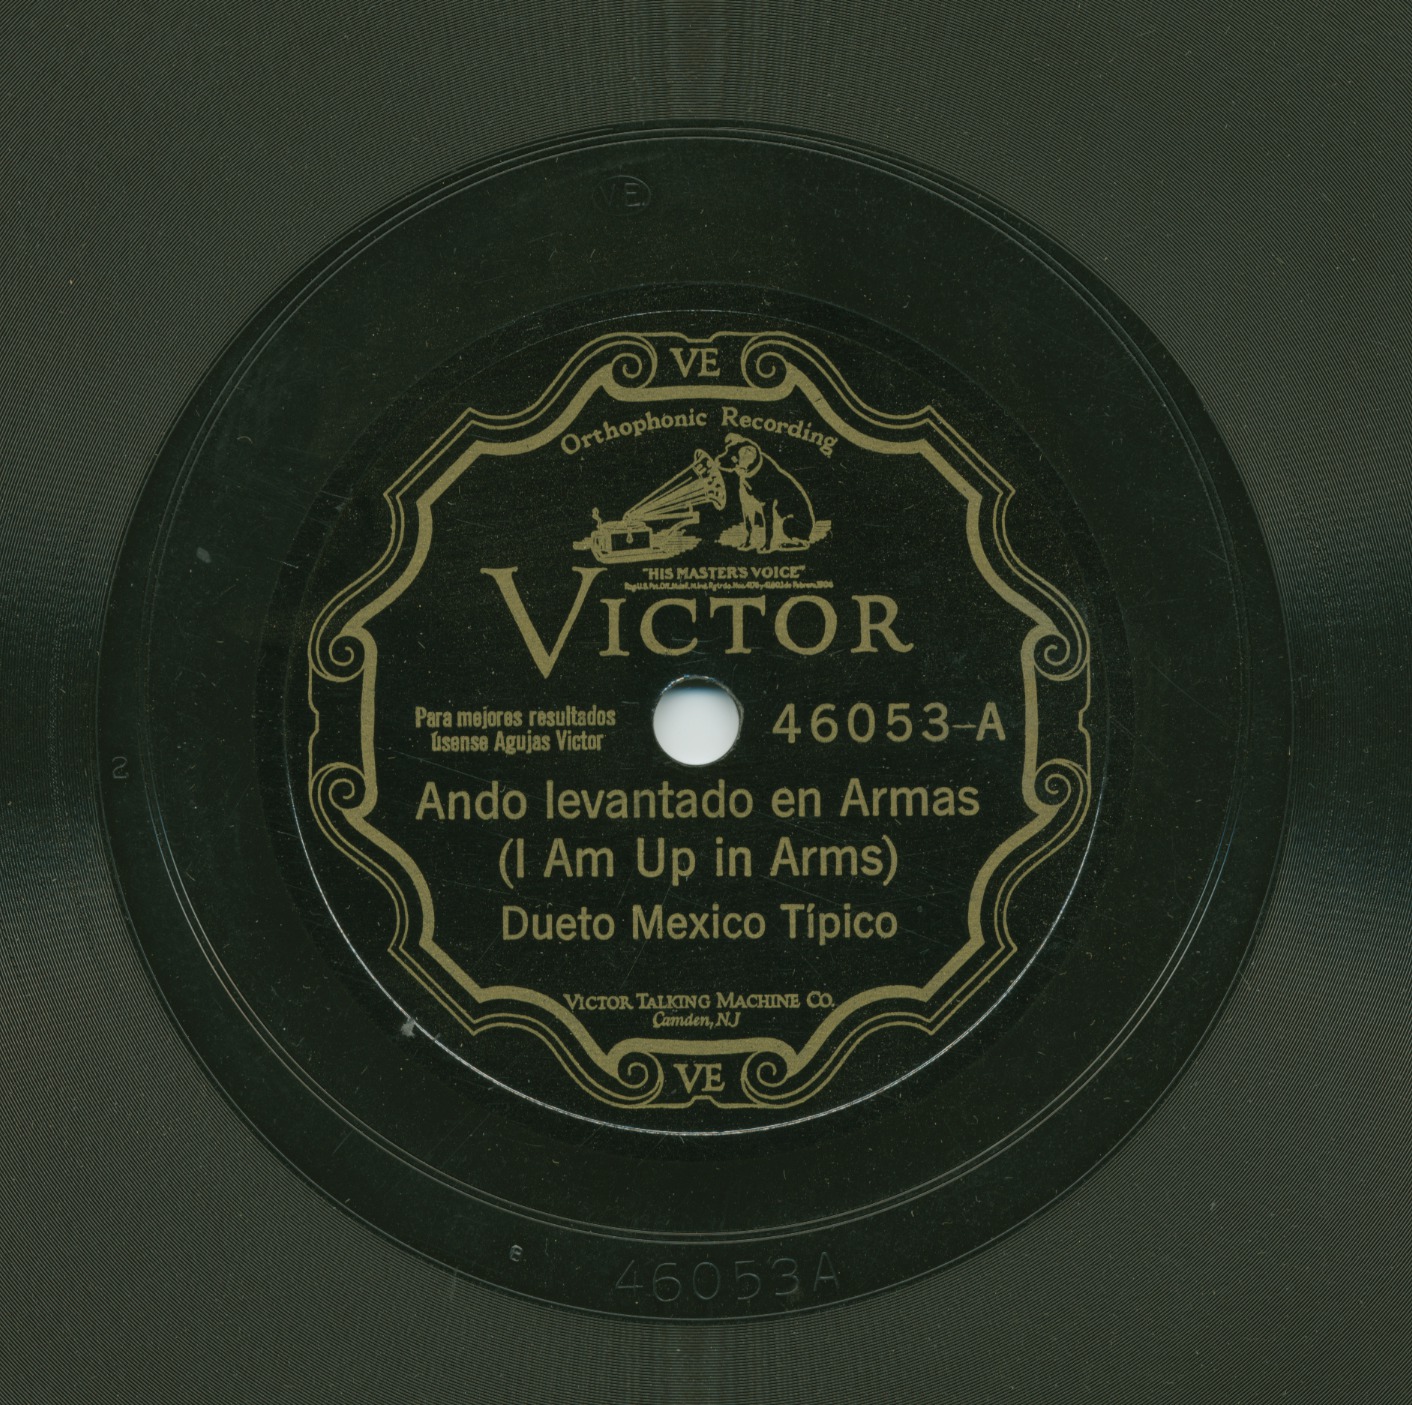 VE
VE
Orthophonic Recording
"HIS MASTER'S VOICE"
VICTOR
Para mejores resultados
úsense Agujas Victor
46053-A
Ando levantado en Armas
(I Am Up in Arms)
Dueto Mexico Típico
VICTOR TALKING MACHINE CO.
Camden, N.J
VE
46053A